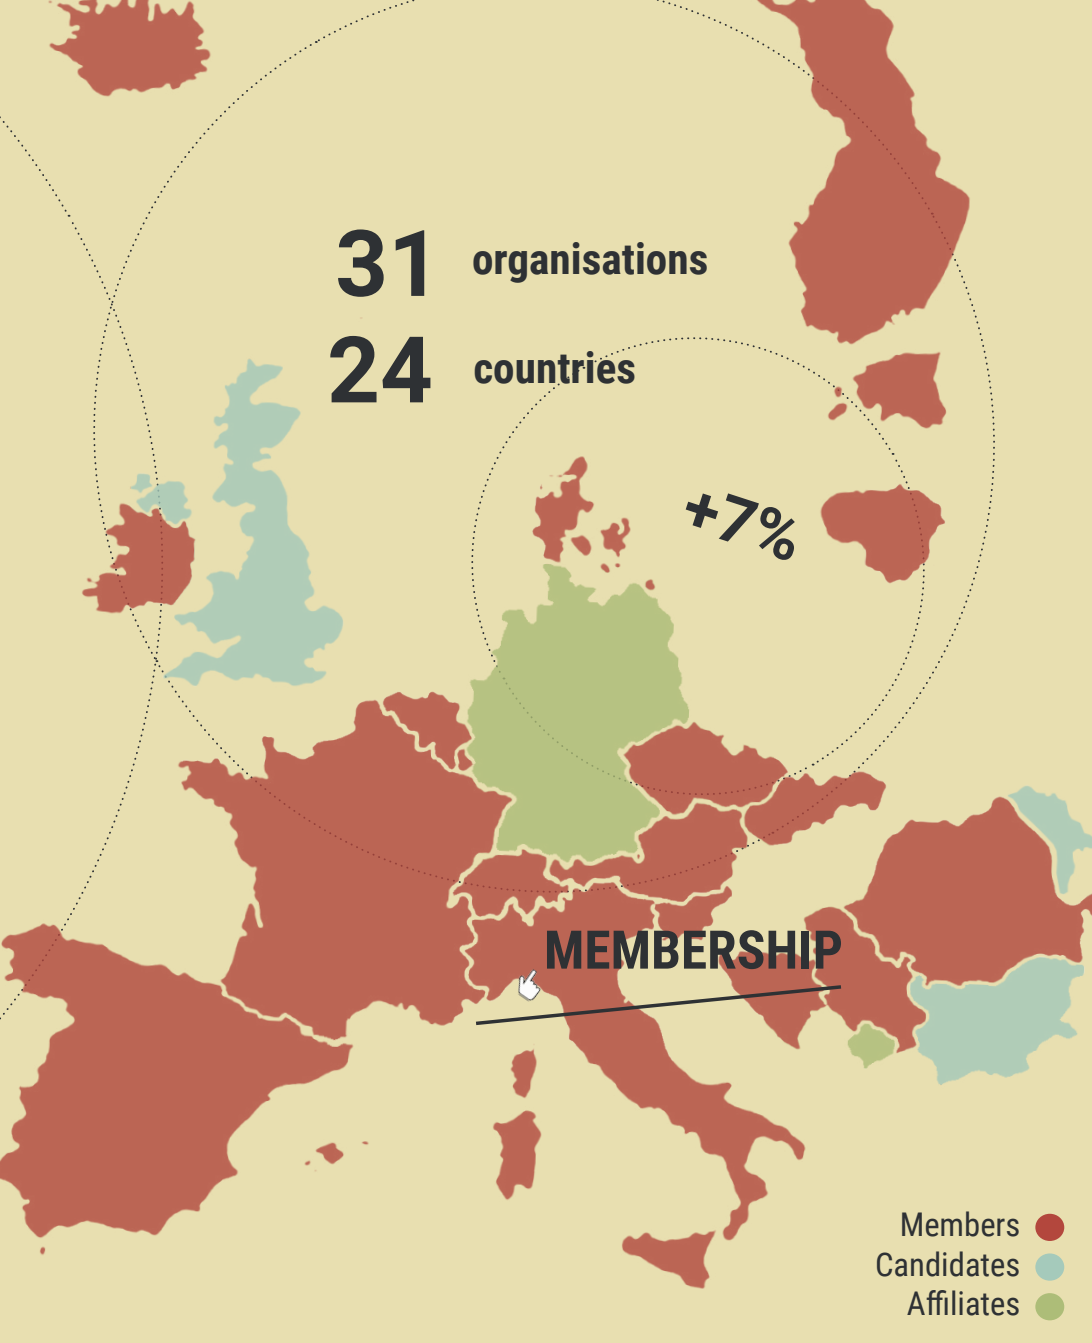 31 organisations
24 countries
+7%
MEMBERSHIP
Members
Candidates
Affiliates